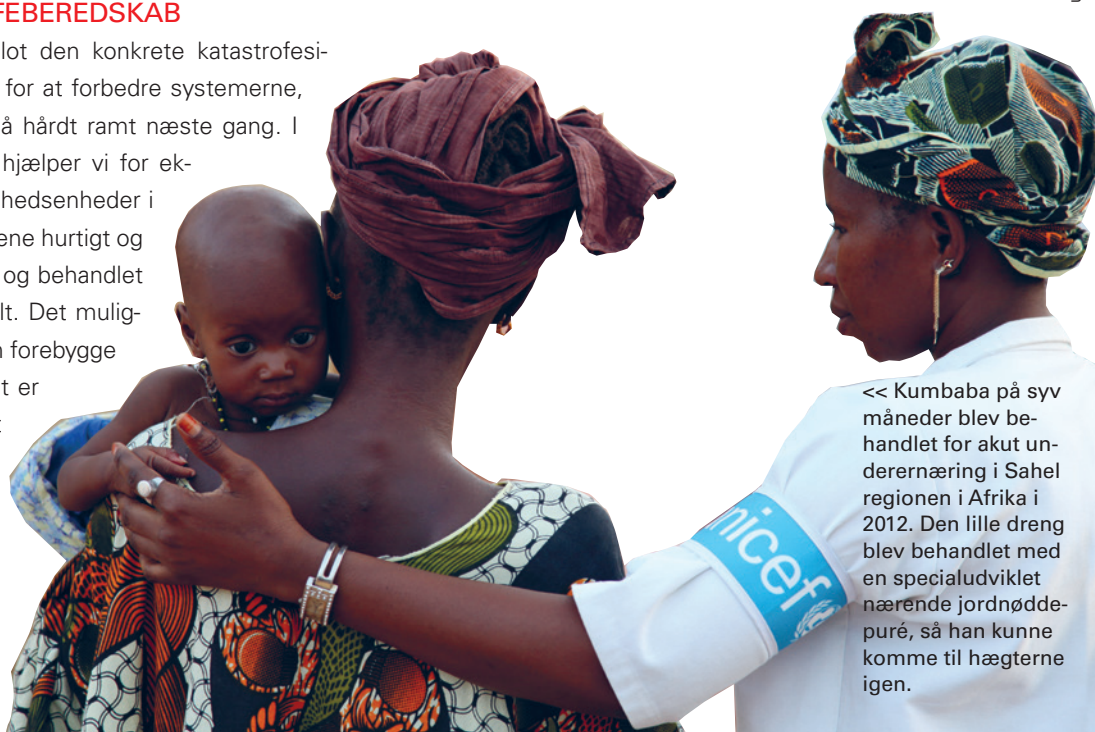 FEBEREDSKAB
lot den konkrete katastrofesi-
for at forbedre systemerne,
å hårdt ramt næste gang. I
hjælper vi for ek-
hedsenheder i
ene hurtigt og
og behandlet
lt. Det mulig-
forebygge
t er
<< Kumbaba på syv
måneder blev be-
handlet for akut un-
derernæring i Sahel
regionen i Afrika i
2012. Den lille dreng
blev behandlet med
en specialudviklet
nærende jordnødde-
puré, så han kunne
komme til hægterne
igen.
nicef